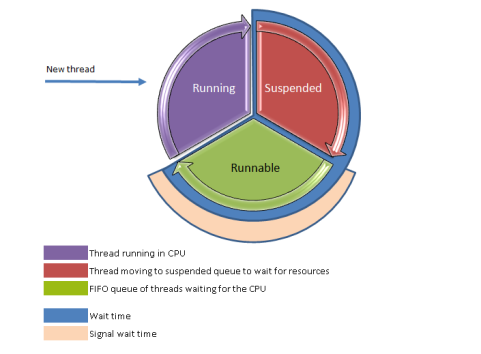 New thread
Running
Suspended
Runnable
Thread running in CPU
Thread moving to suspended queue to wait for resources
FIFO queue of threads waiting for the CPU
Wait time
Signal wait time